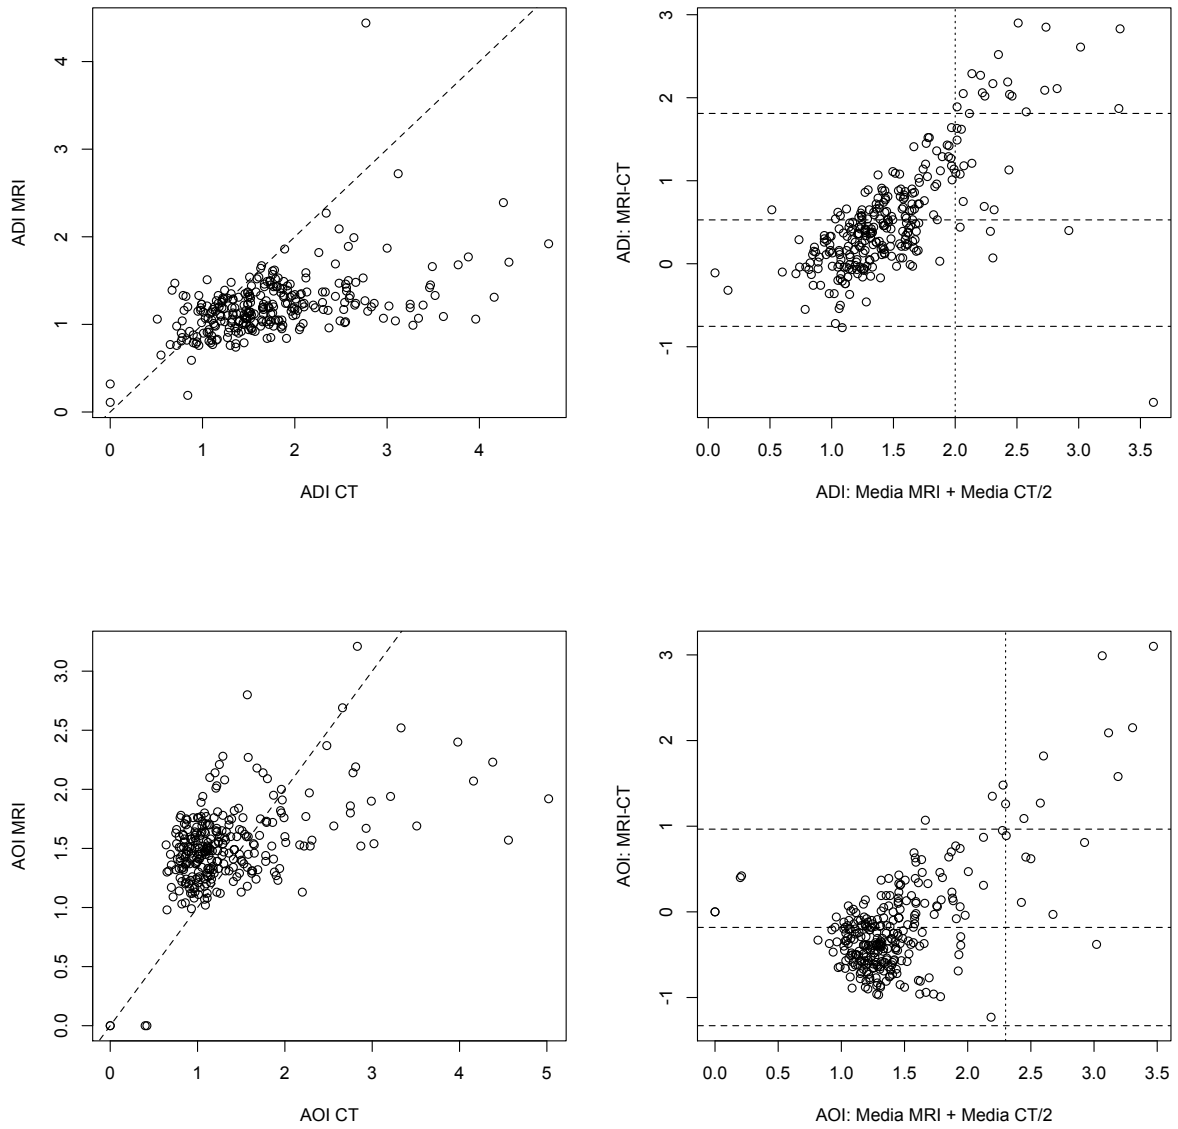 4
3
2
1
0
ADI MRI
0 1 2 3 4
ADI CT
3
2
1
0
-1
ADI: MRI-CT
0.0 0.5 1.0 1.5 2.0 2.5 3.0 3.5
ADI: Media MRI + Media CT/2
3.0
2.5
2.0
1.5
1.0
0.5
0.0
AOI MRI
0 1 2 3 4 5
AOI CT
3
2
1
0
-1
AOI: MRI-CT
0.0 0.5 1.0 1.5 2.0 2.5 3.0 3.5
AOI: Media MRI + Media CT/2